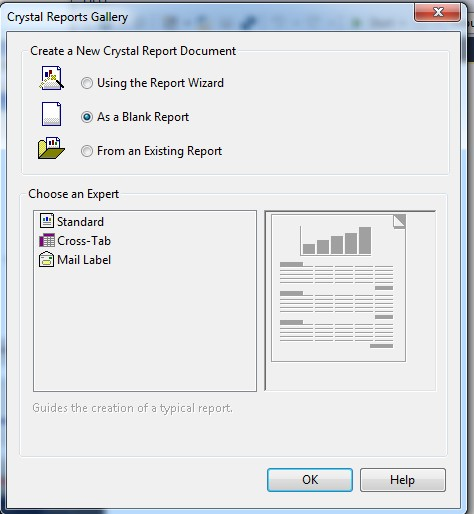 Crystal Reports Gallery
Create a New Crystal Report Document
Using the Report Wizard
As a Blank Report
From an Existing Report
Choose an Expert
Standard
Cross-Tab
Mail Label
Guides the creation of a typical report.
OK
Help